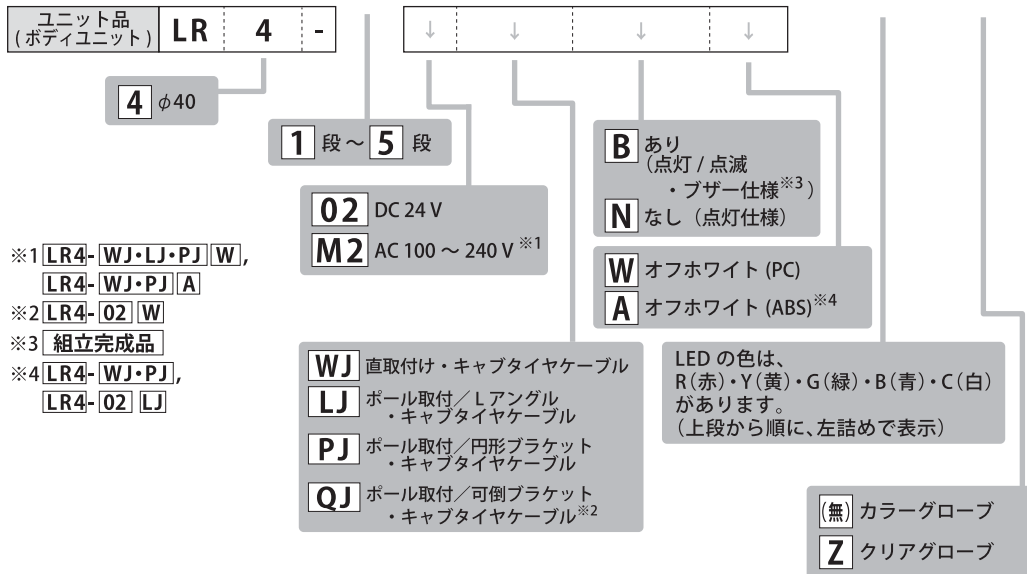 ユニット品
(ボディユニット) LR 4 -
↓ ↓ ↓ ↓
4 φ40
1 段～ 5 段
02 DC 24 V
M2 AC 100 ～ 240 V ※1
B あり
(点灯 / 点滅
・ブザー仕様※3)
N なし（点灯仕様）
W オフホワイト (PC)
A オフホワイト (ABS)※4
※1 LR4- WJ・LJ・PJ W,
LR4- WJ・PJ A
※2 LR4- 02 W
※3 組立完成品
※4 LR4- WJ・PJ,
LR4- 02 LJ
WJ 直取付け・キャブタイヤケーブル
LJ ポール取付／L アングル
・キャブタイヤケーブル
PJ ポール取付／円形ブラケット
・キャブタイヤケーブル
QJ ポール取付／可倒ブラケット
・キャブタイヤケーブル※2
LED の色は、
R(赤)・Y(黄)・G(緑)・B(青)・C(白)
があります。
(上段から順に、左詰めで表示)
(無) カラーグローブ
Z クリアグローブ